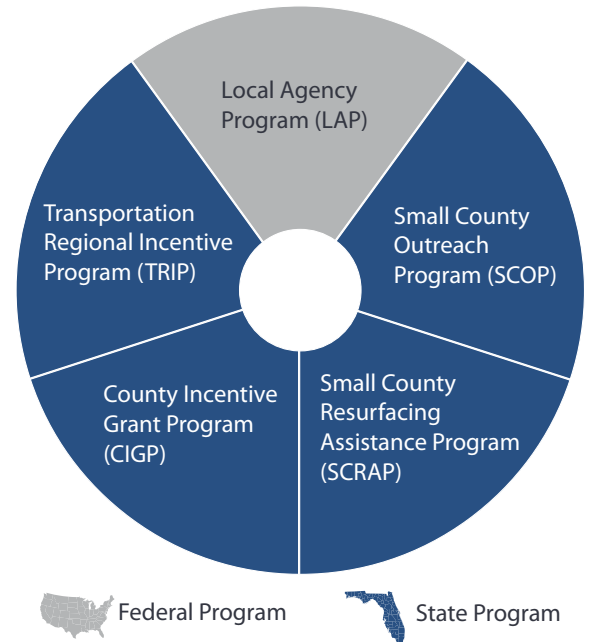 Local Agency
Program (LAP)
Transportation
Regional Incentive
Program (TRIP)
Small County
Outreach
Program (SCOP)
County Incentive
Grant Program
(CIGP)
Small County
Resurfacing
Assistance Program
(SCRAP)
Federal Program
State Program